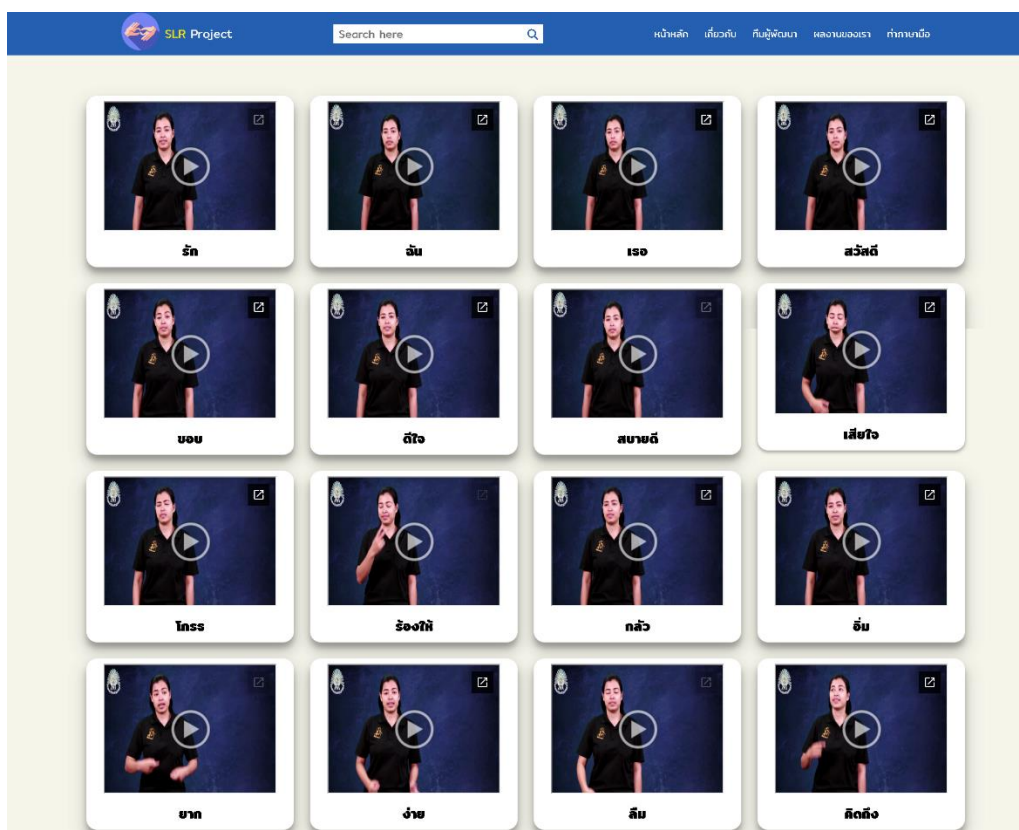 SLR Project
Search here
หน้าหลัก เกี่ยวกับ ทีมผู้พัฒนา ผลงานของเรา ท่าภาษามือ
รัก ฉัน เธอ สวัสดี
ชอบ ดีใจ สบายดี เสียใจ
โกรธ ร้องไห้ กลัว อิ่ม
ยาก ง่าย ลืม คิดถึง